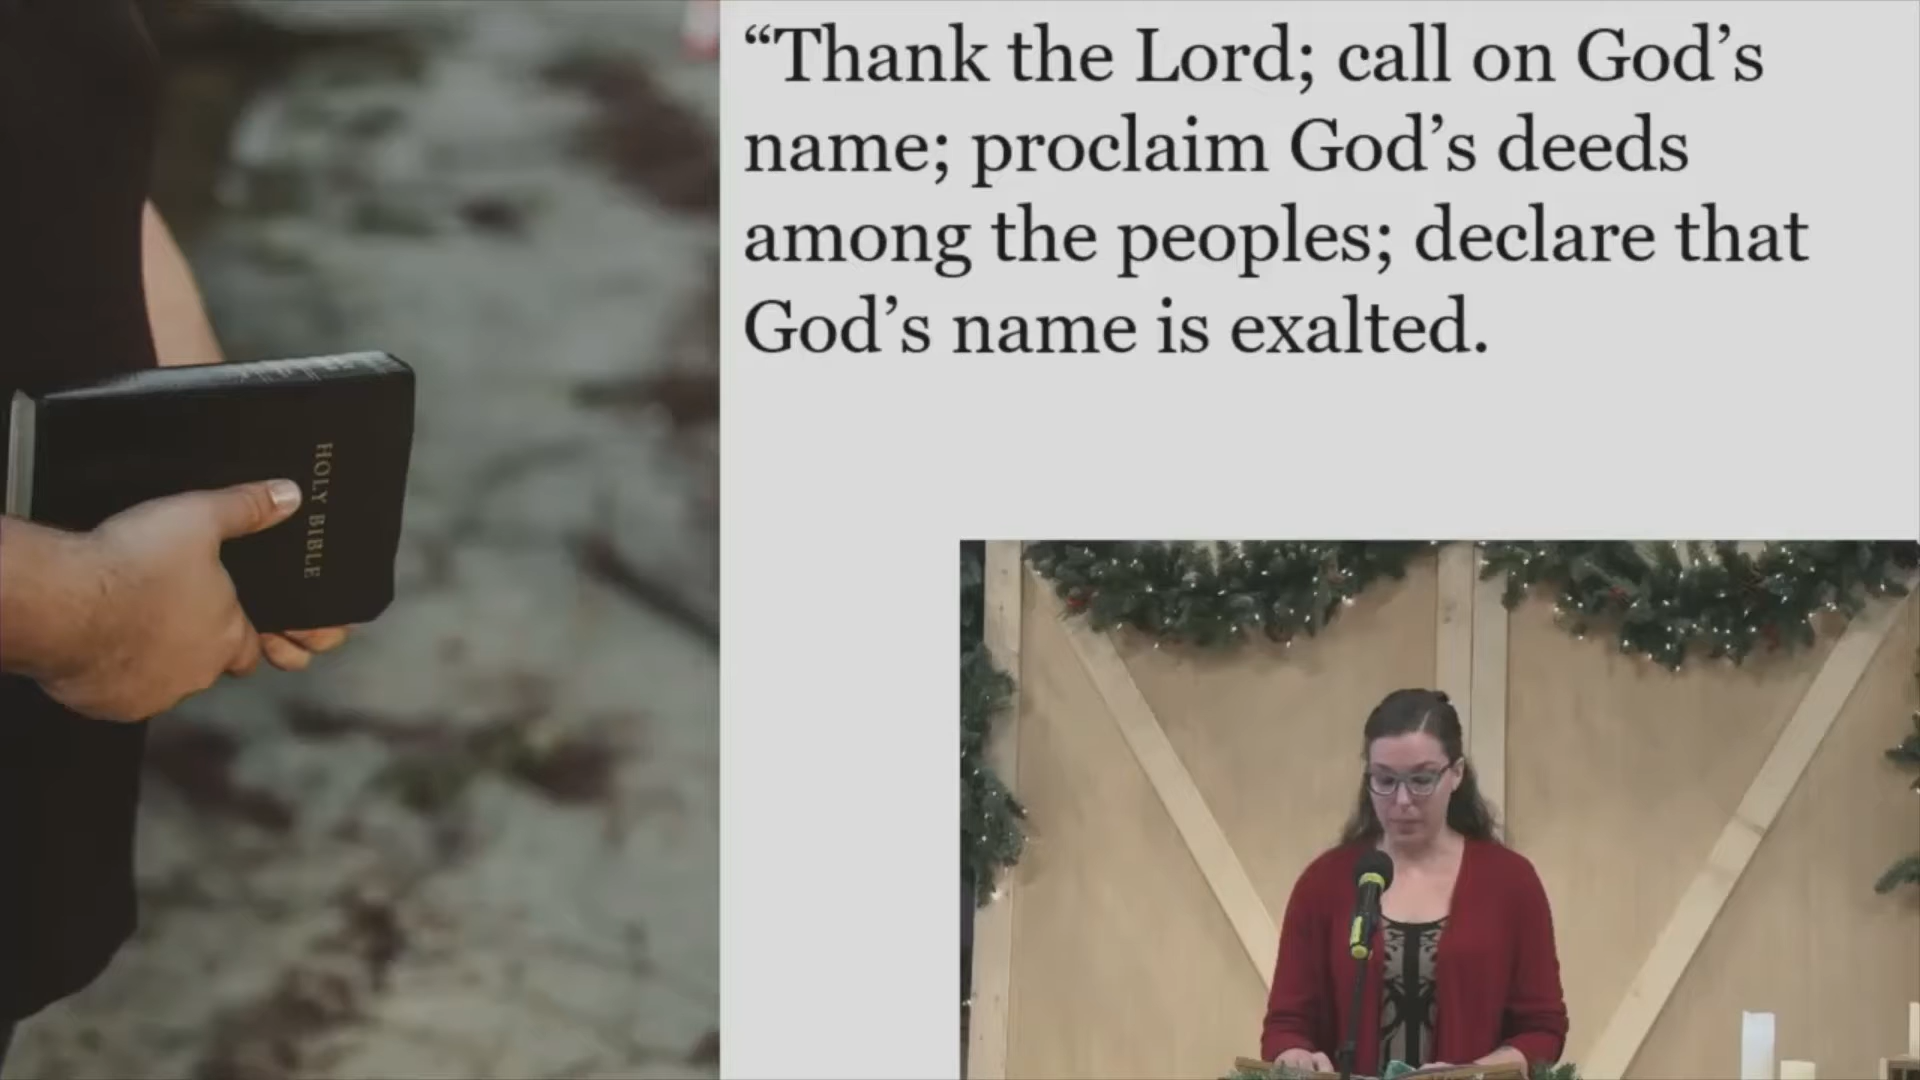 “Thank the Lord; call on God’s
name; proclaim God’s deeds
among the peoples; declare that
God’s name is exalted.
HOLY BIBLE